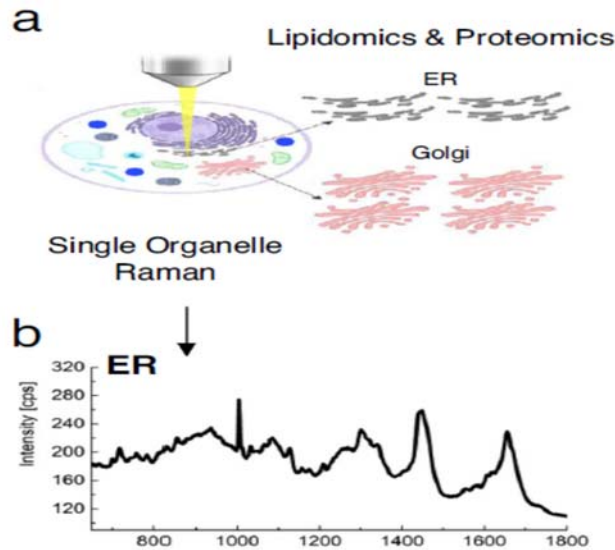 a
Lipidomics & Proteomics
ER
Golgi
Single Organelle
Raman
b
ER
Intensity [cps]
320
280
240
200
160
120
800 1000 1200 1400 1600 1800